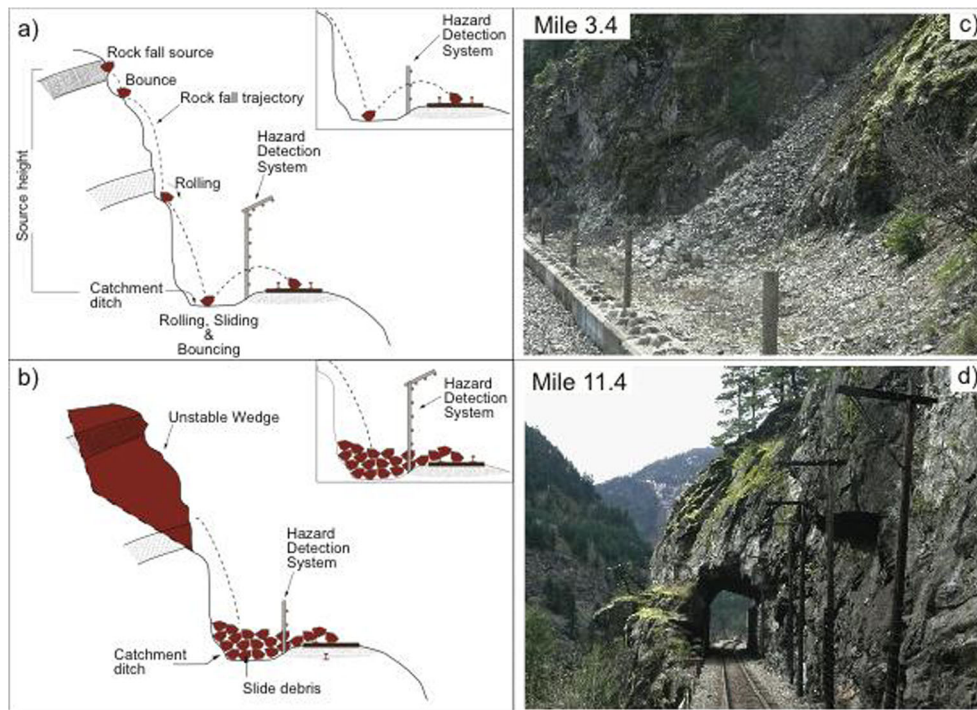 a)
Rock fall source
Bounce
Rock fall trajectory
Source height
Rolling
Hazard
Detection
System
Catchment
ditch
Rolling, Sliding
&
Bouncing
Hazard
Detection
System
Mile 3.4
c)
b)
Unstable Wedge
Hazard
Detection
System
Catchment
ditch
Slide debris
Hazard
Detection
System
Mile 11.4
d)